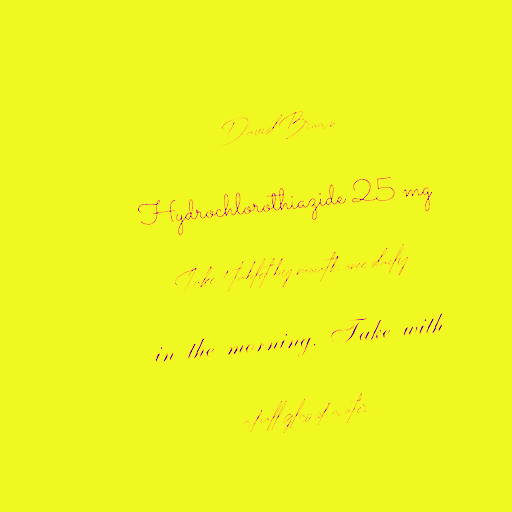 David Brown
Hydrochlorothiazide 25 mg
Take 1 tablet by mouth once daily
in the morning. Take with
a full glass of water